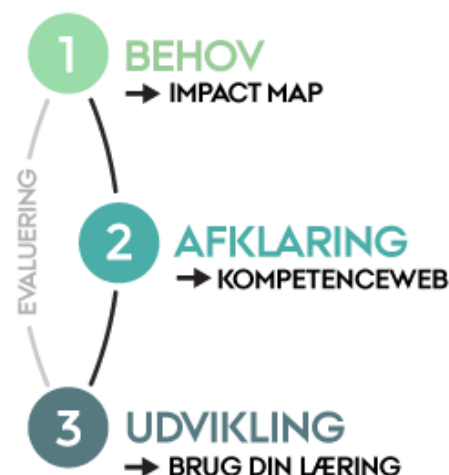 1 BEHOV
→ IMPACT MAP
EVALUERING
2 AFKLARING
→ KOMPETENCEWEB
3 UDVIKLING
→ BRUG DIN LÆRING